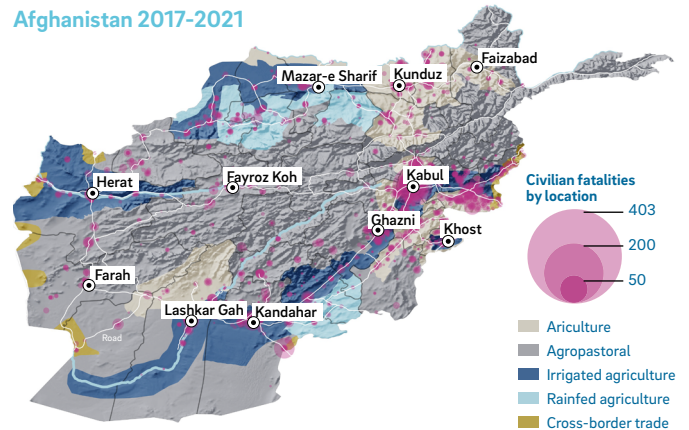 Afghanistan 2017-2021
Faizabad
Mazar-e Sharif
Kunduz
Herat
Fayroz Koh
Kabul
Ghazni
Khost
Farah
Lashkar Gah
Kandahar
Road
Civilian fatalities
by location
403
200
50
Ariculture
Agropastoral
Irrigated agriculture
Rainfed agriculture
Cross-border trade